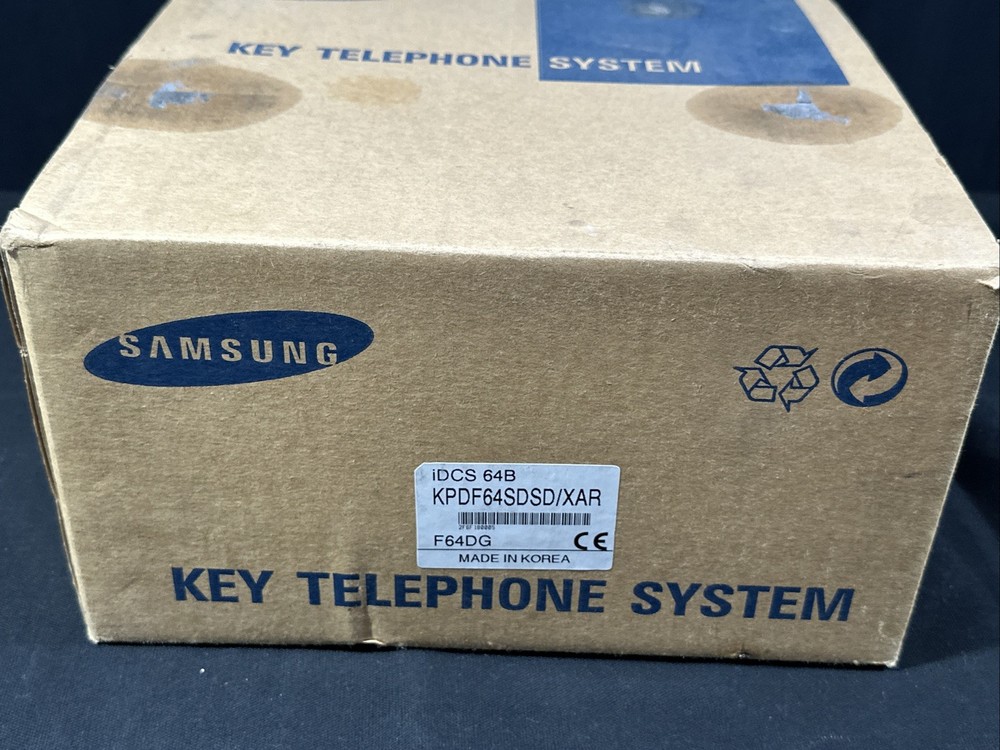 KEY TELEPHONE SYSTEM
SAMSUNG
iDCS 64B
KPDF64SDSD/XAR
F64DG CE
MADE IN KOREA
KEY TELEPHONE SYSTEM